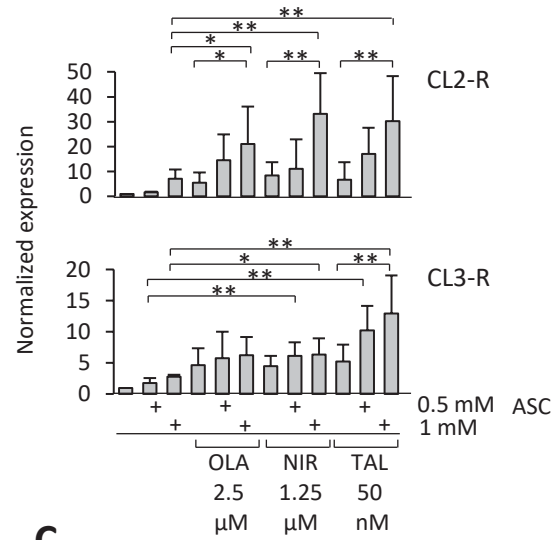 **
**
*
* ** **
50
40
30
20
10
0
CL2-R
Normalized expression
**
*
** **
**
20
15
10
5
0
CL3-R
+ + + 0.5 mM ASC
+ + + + 1 mM
OLA NIR TAL
2.5 1.25 50
µM µM nM
C